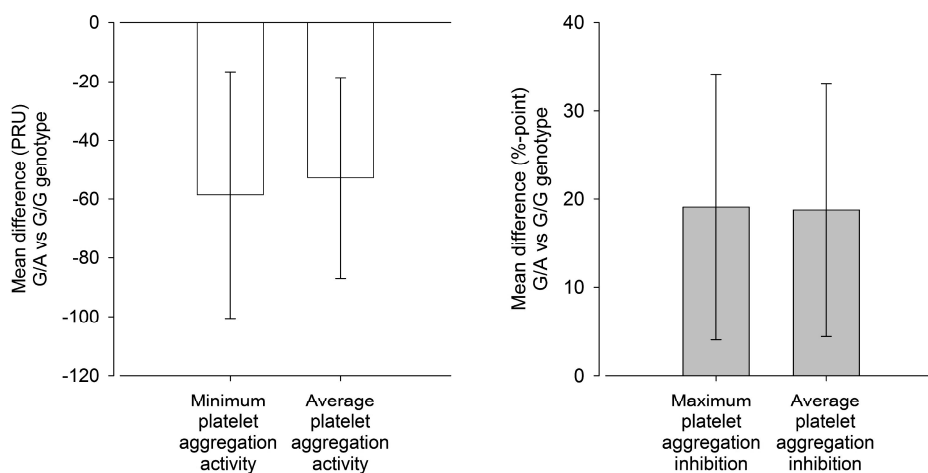 0
-20
-40
-60
-80
-100
-120
Mean difference (PRU)
G/A vs G/G genotype
Minimum
platelet
aggregation
activity
Average
platelet
aggregation
activity
40
30
20
10
0
Mean difference (%-point)
G/A vs G/G genotype
Maximum
platelet
aggregation
inhibition
Average
platelet
aggregation
inhibition